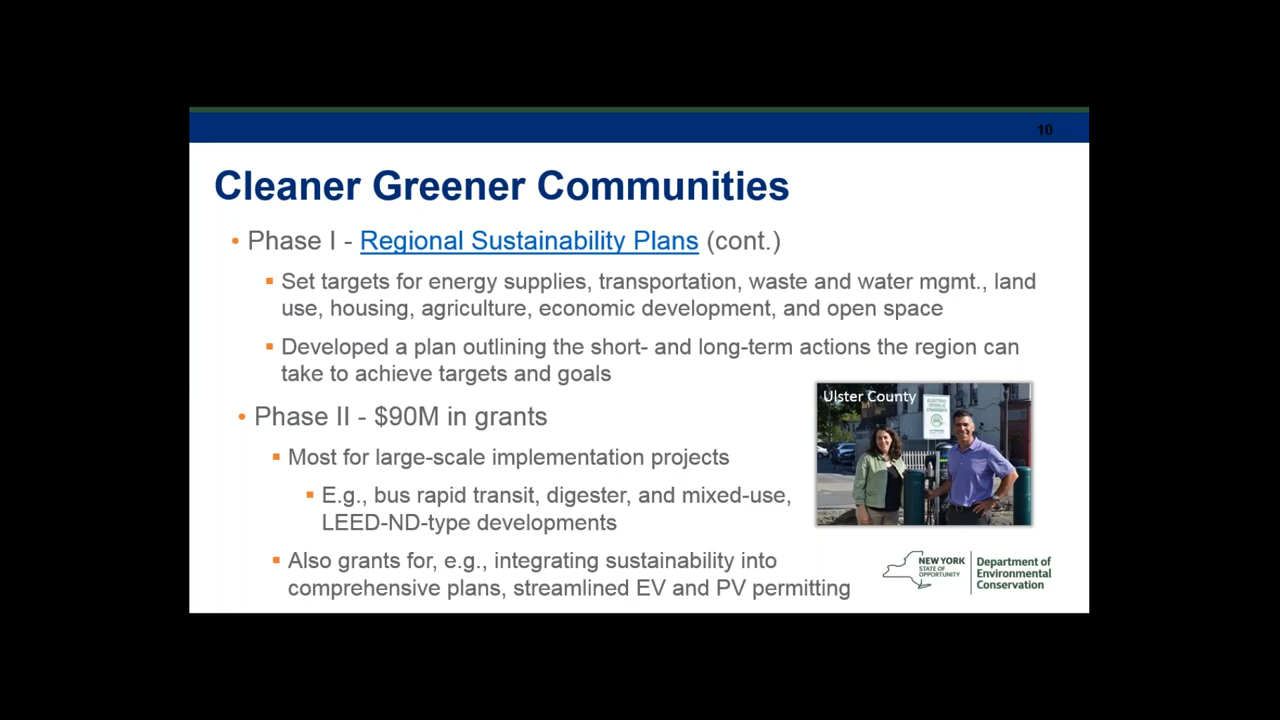 10
Cleaner Greener Communities
• Phase I - Regional Sustainability Plans (cont.)
▪ Set targets for energy supplies, transportation, waste and water mgmt., land
use, housing, agriculture, economic development, and open space
▪ Developed a plan outlining the short- and long-term actions the region can
take to achieve targets and goals
• Phase II - $90M in grants
▪ Most for large-scale implementation projects
▪ E.g., bus rapid transit, digester, and mixed-use,
LEED-ND-type developments
▪ Also grants for, e.g., integrating sustainability into
comprehensive plans, streamlined EV and PV permitting
Ulster County
ELECTRIC
VEHICLE
CHARGING
NEW YORK
STATE OF
OPPORTUNITY
Department of
Environmental
Conservation